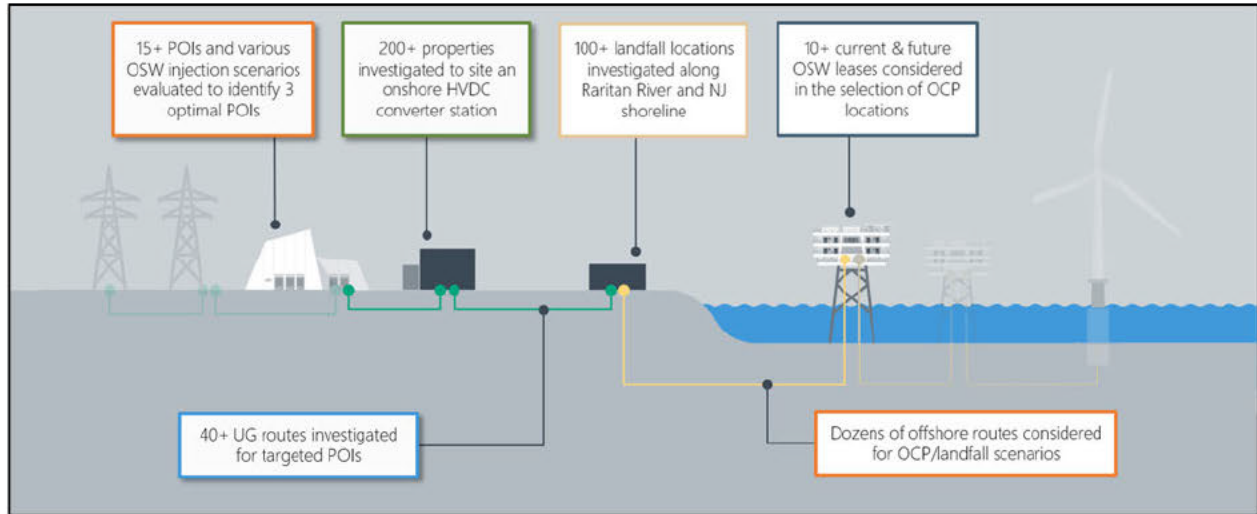 15+ POIs and various
OSW injection scenarios
evaluated to identify 3
optimal POIs
200+ properties
investigated to site an
onshore HVDC
converter station
100+ landfall locations
investigated along
Raritan River and NJ
shoreline
10+ current & future
OSW leases considered
in the selection of OCP
locations
40+ UG routes investigated
for targeted POIs
Dozens of offshore routes considered
for OCP/landfall scenarios